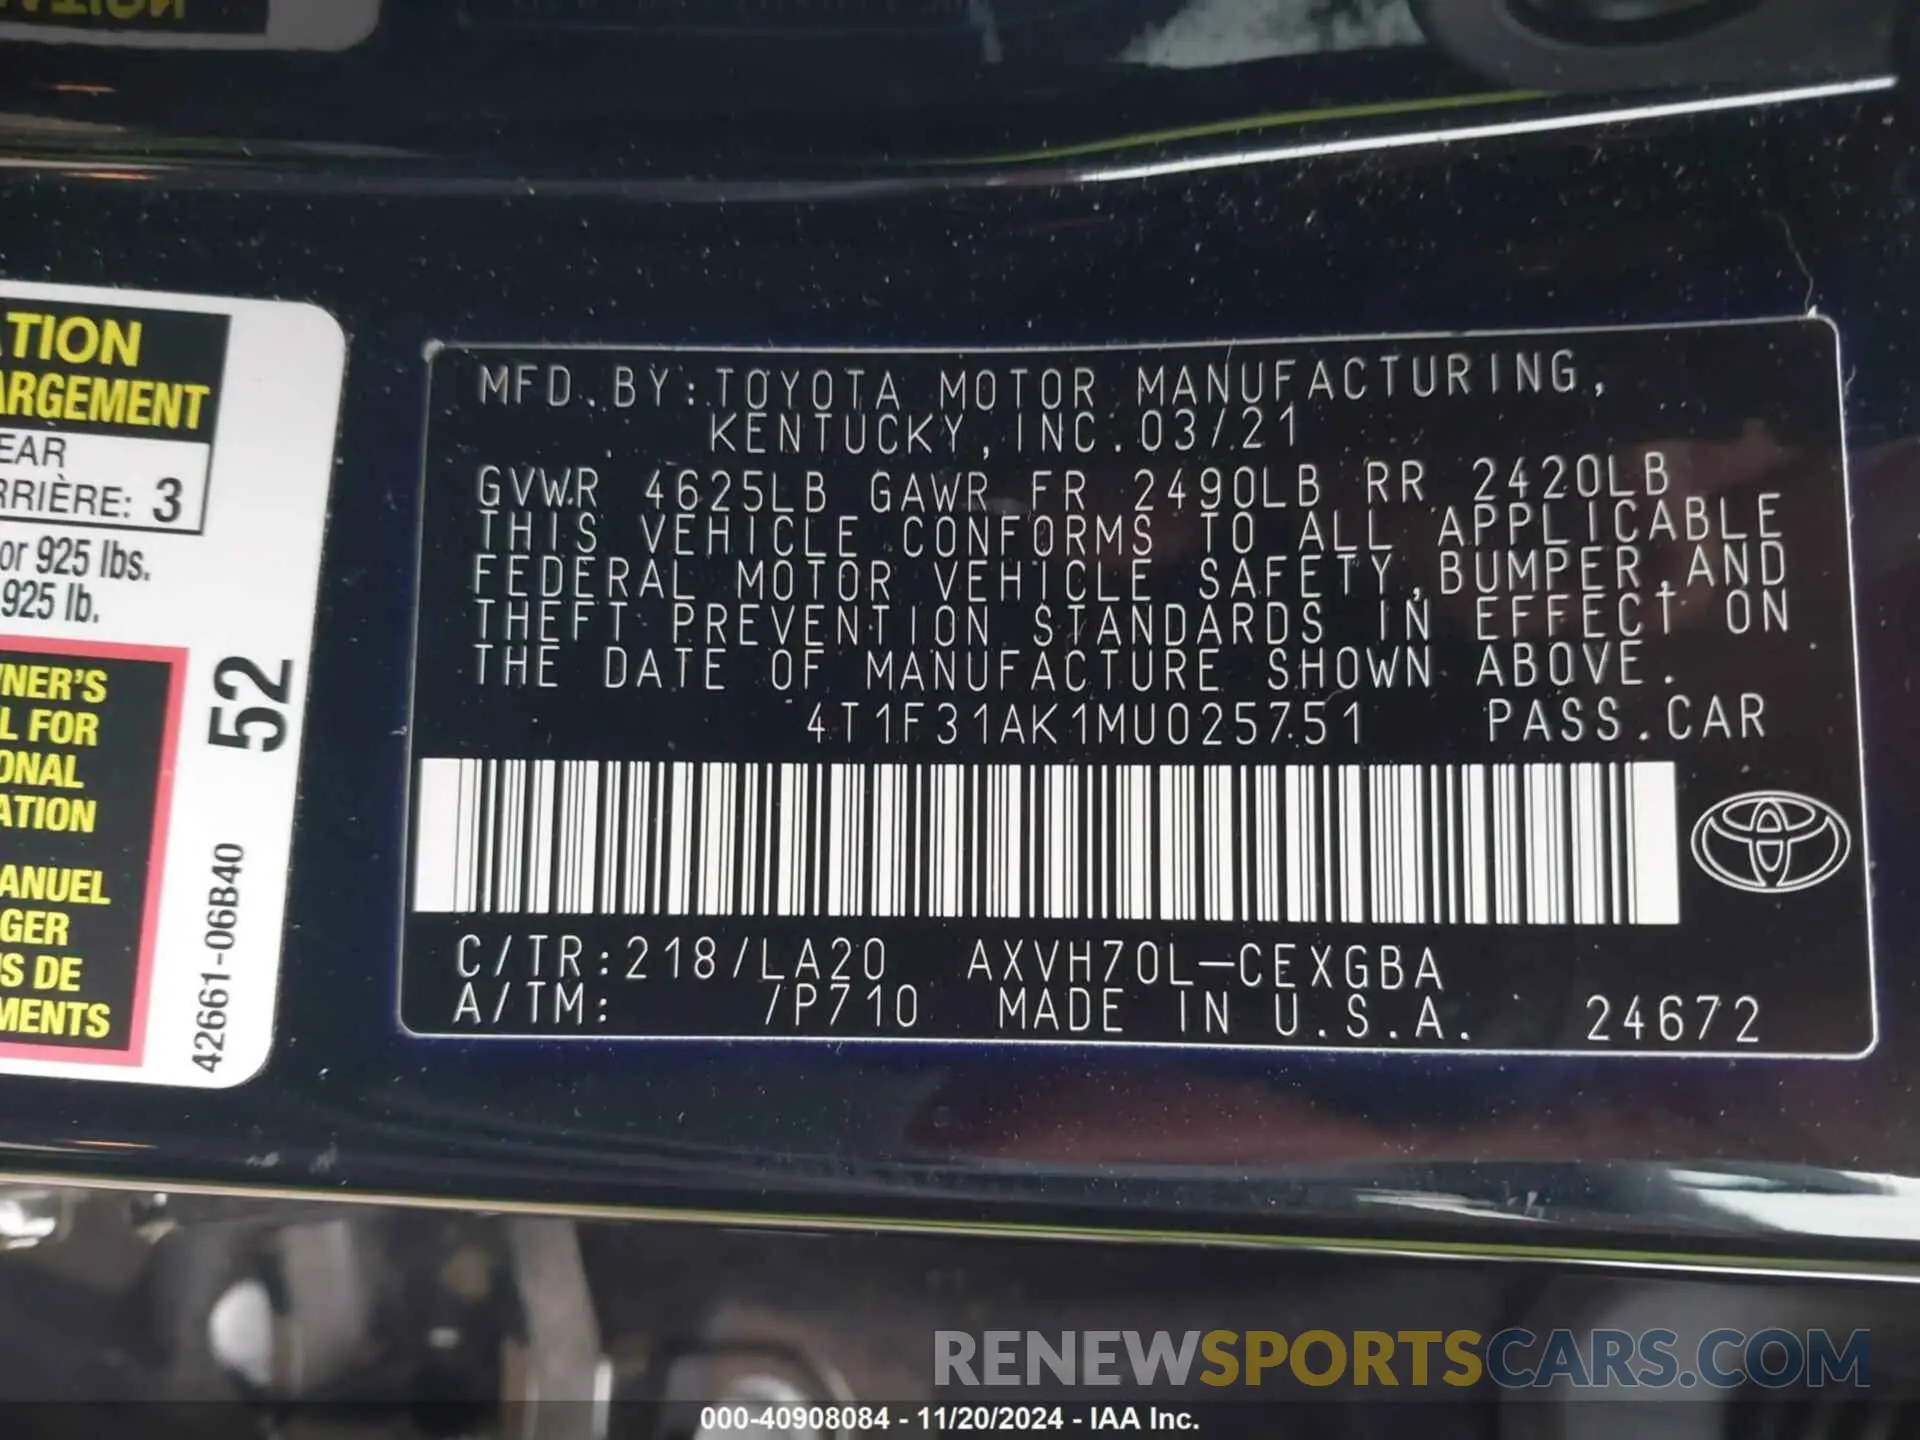 ATION
ARGEMENT
EAR
RRIÈRE: 3
or 925 lbs.
925 lb.
NER'S
L FOR
ONAL
ATION
ANUEL
GER
S DE
MENTS
52
42661-06B40
MFD.BY:TOYOTA MOTOR MANUFACTURING,
KENTUCKY,INC.03/21
GVWR 4625LB GAWR FR 2490LB RR 2420LB
THIS VEHICLE CONFORMS TO ALL APPLICABLE
FEDERAL MOTOR VEHICLE SAFETY,BUMPER,AND
THEFT PREVENTION STANDARDS IN EFFECT ON
THE DATE OF MANUFACTURE SHOWN ABOVE.
4T1F31AK1MU025751 PASS.CAR
C/TR:218/LA20 AXVH70L-CEXGBA
A/TM: /P710 MADE IN U.S.A. 24672
RENEWSPORTSCARS.COM
000-40908084 - 11/20/2024 - IAA Inc.